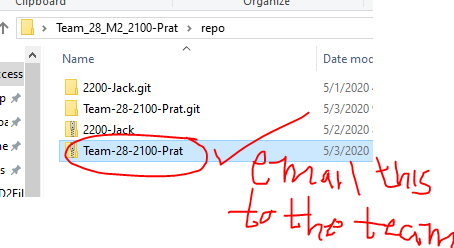 Clipboard
Organize
Team_28_M2_2100-Prat > repo
Name
Date mod
ccess
2200-Jack.git
5/1/2020
Team-28-2100-Prat.git
5/3/2020
2200-Jack
5/2/2020
Team-28-2100-Prat
5/3/2020
D2Fil
email this
to the team